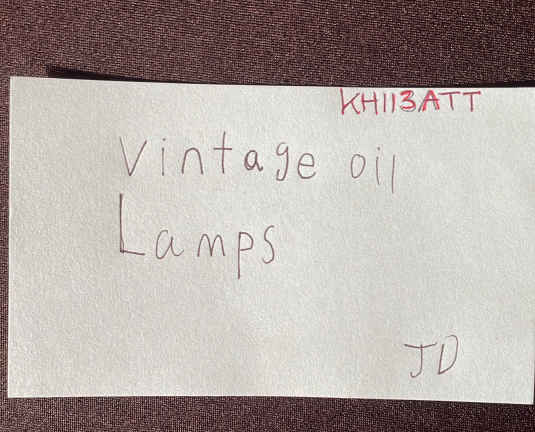 KH113ATT
Vintage oil
Lamps
JD